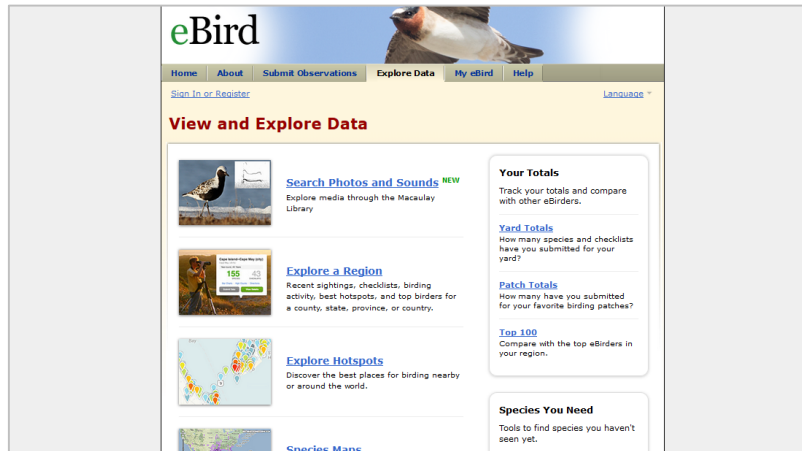 eBird
Home About Submit Observations Explore Data My eBird Help
Sign In or Register Language
View and Explore Data
Search Photos and Sounds NEW
Explore media through the Macaulay
Library
Explore a Region
Recent sightings, checklists, birding
activity, best hotspots, and top birders for
a county, state, province, or country.
155 43
Explore Hotspots
Discover the best places for birding nearby
or around the world.
Species Maps
Your Totals
Track your totals and compare
with other eBirders.
Yard Totals
How many species and checklists
have you submitted for your
yard?
Patch Totals
How many have you submitted
for your favorite birding patches?
Top 100
Compare with the top eBirders in
your region.
Species You Need
Tools to find species you haven't
seen yet.